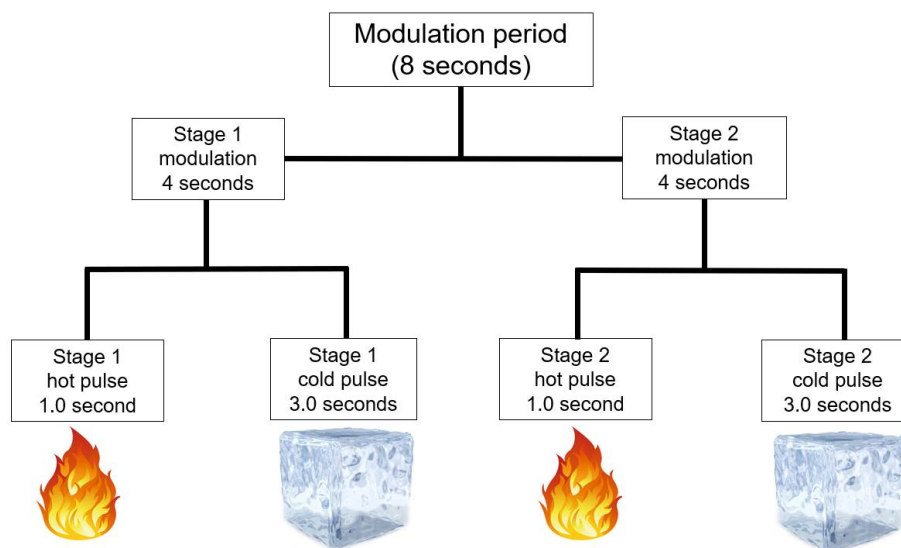 Modulation period
(8 seconds)
Stage 1
modulation
4 seconds
Stage 2
modulation
4 seconds
Stage 1
hot pulse
1.0 second
Stage 1
cold pulse
3.0 seconds
Stage 2
hot pulse
1.0 second
Stage 2
cold pulse
3.0 seconds